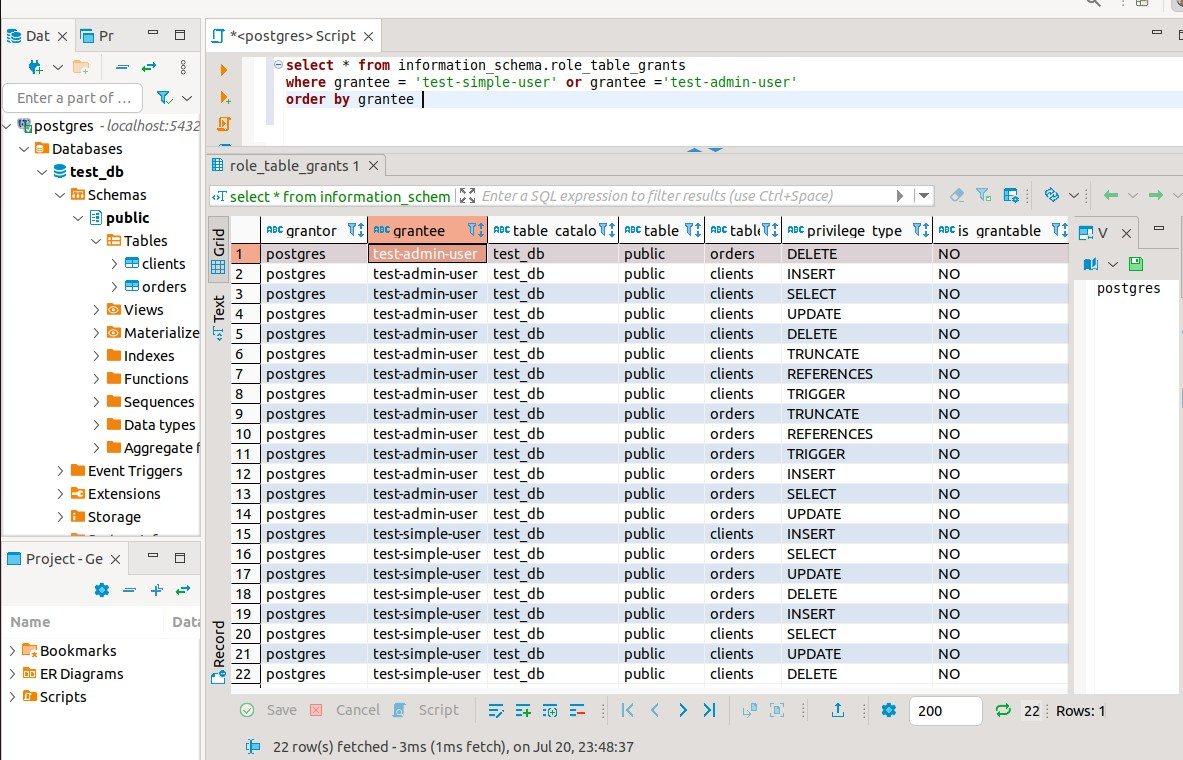 Dat
Pr
*<postgres> Script
Enter a part of ...
postgres - localhost:5432
Databases
test_db
Schemas
public
Tables
clients
orders
Views
Materialize
Indexes
Functions
Sequences
Data types
Aggregate f
Event Triggers
Extensions
Storage
Project - Ge
Name Data
Bookmarks
ER Diagrams
Scripts
select * from information_schema.role_table_grants
where grantee = 'test-simple-user' or grantee ='test-admin-user'
order by grantee
role_table_grants 1
select * from information_schem Enter a SQL expression to filter results (use Ctrl+Space)
Grid
Text
Record
ABC grantor ABC grantee ABC table_catalo ABC table ABC table ABC privilege_type ABC is_grantable
1 postgres test-admin-user test_db public orders DELETE NO
2 postgres test-admin-user test_db public clients INSERT NO
3 postgres test-admin-user test_db public clients SELECT NO
4 postgres test-admin-user test_db public clients UPDATE NO
5 postgres test-admin-user test_db public clients DELETE NO
6 postgres test-admin-user test_db public clients TRUNCATE NO
7 postgres test-admin-user test_db public clients REFERENCES NO
8 postgres test-admin-user test_db public clients TRIGGER NO
9 postgres test-admin-user test_db public orders TRUNCATE NO
10 postgres test-admin-user test_db public orders REFERENCES NO
11 postgres test-admin-user test_db public orders TRIGGER NO
12 postgres test-admin-user test_db public orders INSERT NO
13 postgres test-admin-user test_db public orders SELECT NO
14 postgres test-admin-user test_db public orders UPDATE NO
15 postgres test-simple-user test_db public clients INSERT NO
16 postgres test-simple-user test_db public orders SELECT NO
17 postgres test-simple-user test_db public orders UPDATE NO
18 postgres test-simple-user test_db public orders DELETE NO
19 postgres test-simple-user test_db public orders INSERT NO
20 postgres test-simple-user test_db public clients SELECT NO
21 postgres test-simple-user test_db public clients UPDATE NO
22 postgres test-simple-user test_db public clients DELETE NO
V
postgres
Save Cancel Script 200 22 Rows: 1
22 row(s) fetched - 3ms (1ms fetch), on Jul 20, 23:48:37